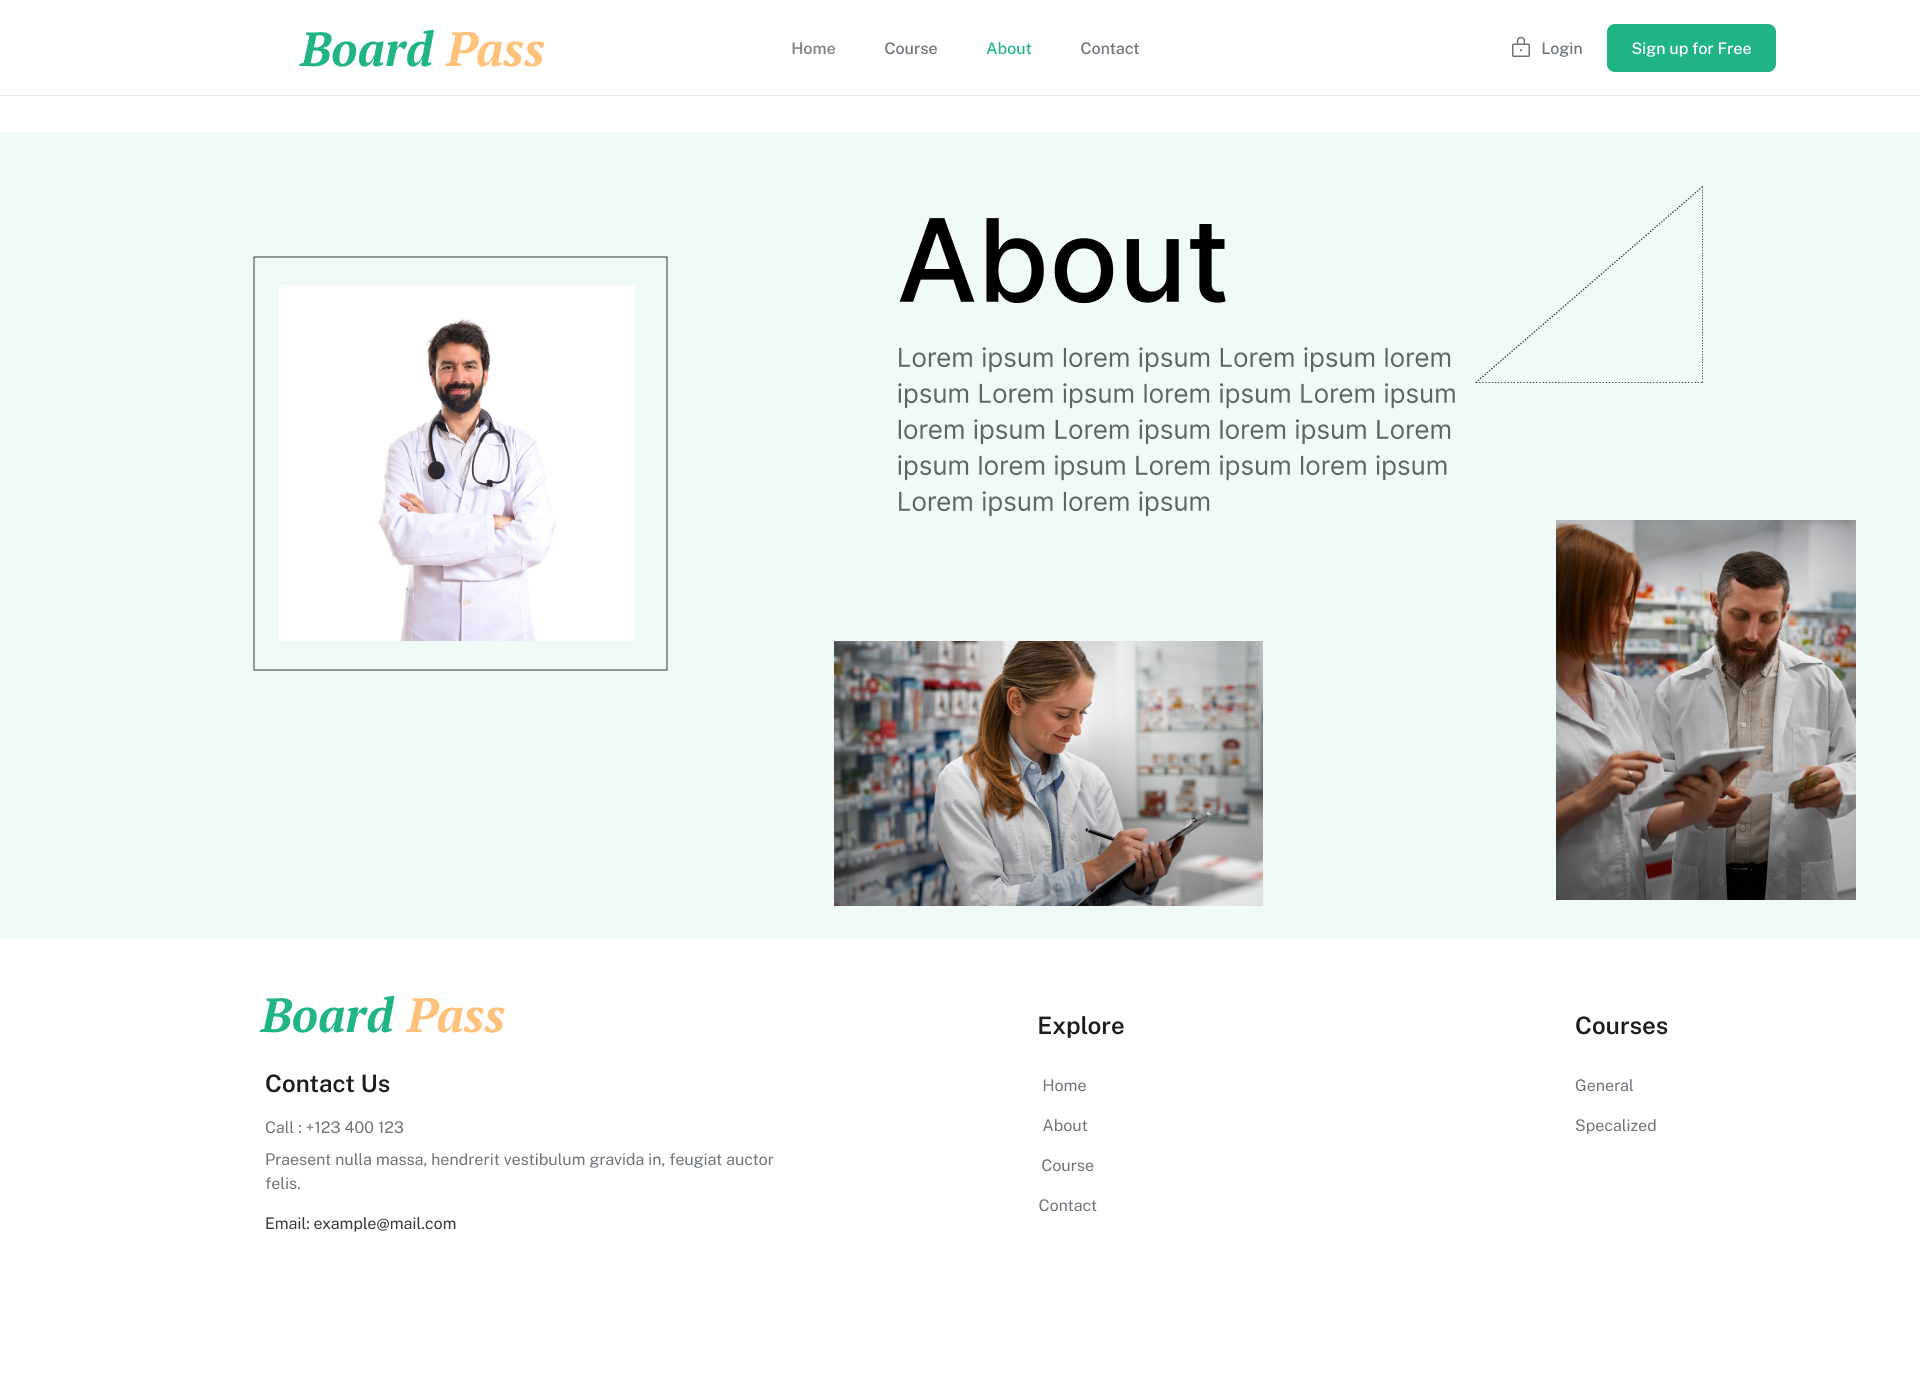 Board Pass
Home
Course
About
Contact
Login
Sign up for Free
About
Lorem ipsum lorem ipsum Lorem ipsum lorem
ipsum Lorem ipsum lorem ipsum Lorem ipsum
lorem ipsum Lorem ipsum lorem ipsum Lorem
ipsum lorem ipsum Lorem ipsum lorem ipsum
Lorem ipsum lorem ipsum
Board Pass
Contact Us
Call : +123 400 123
Praesent nulla massa, hendrerit vestibulum gravida in, feugiat auctor
felis.
Email: example@mail.com
Explore
Home
About
Course
Contact
Courses
General
Specalized